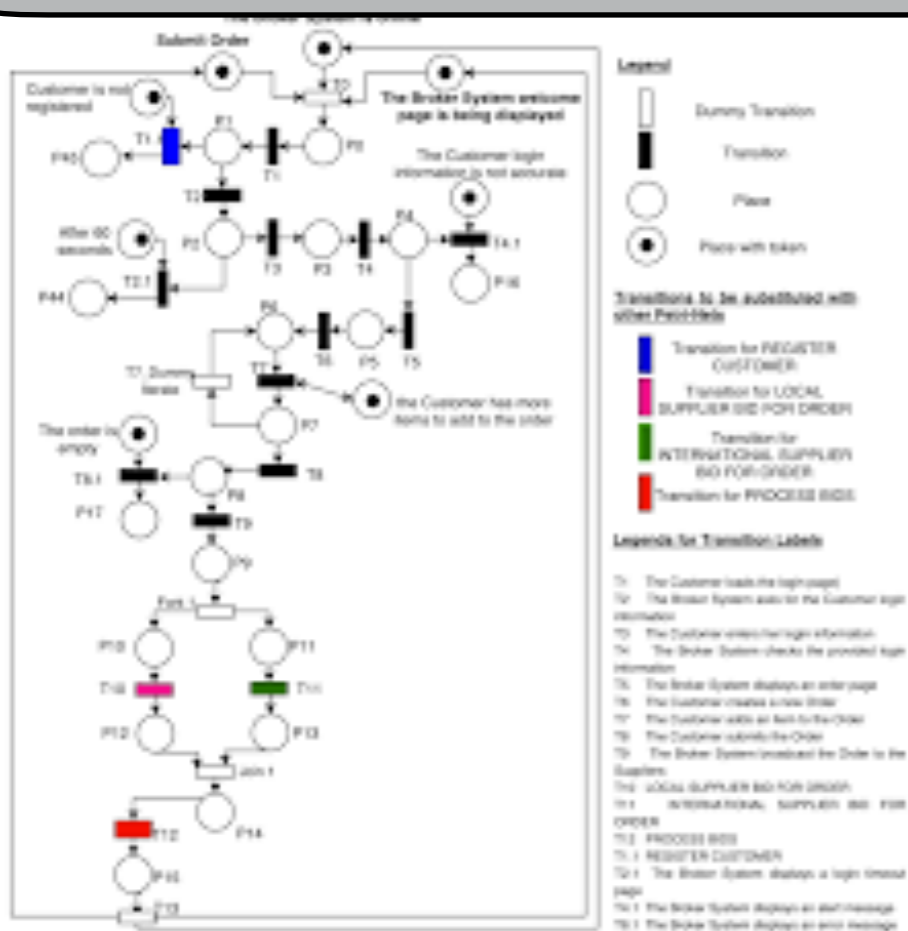 The Broker System is Online
Submit Order
Customer is not
registered
The Broker System welcome
page is being displayed
T1
P1
P0
P43
T1
The Customer login
information is not accurate
T2
After 60
seconds
P2
T3
P3
T4
P4
T4.1
P16
T2.1
P44
P6
T6
P5
T5
T7
the Customer has more
items to add to the order
P7
The order is
empty
T8
T8.1
P8
P17
T9
P9
Fork 1
P10
P11
T10
T11
P12
P13
Join 1
P14
T12
P15
T13
Legend
Dummy Transition
Transition
Place
Place with token
Transitions to be substituted with
other Petri-Nets
Transition for REGISTER
CUSTOMER
Transition for LOCAL
SUPPLIER BID FOR ORDER
Transition for
INTERNATIONAL SUPPLIER
BID FOR ORDER
Transition for PROCESS BIDS
Legends for Transition Labels
T1 The Customer loads the login page
T2 The Broker System asks for the Customer login
information
T3 The Customer enters her login information
T4 The Broker System checks the provided login
information
T5 The Broker System displays an order page
T6 The Customer creates a new Order
T7 The Customer adds an item to the Order
T8 The Customer submits the Order
T9 The Broker System broadcast the Order to the
Suppliers
T10 LOCAL SUPPLIER BID FOR ORDER
T11 INTERNATIONAL SUPPLIER BID FOR
ORDER
T12 PROCESS BIDS
T1.1 REGISTER CUSTOMER
T2.1 The Broker System displays a login timeout
page
T4.1 The Broker System displays an alert message
T8.1 The Broker System displays an error message